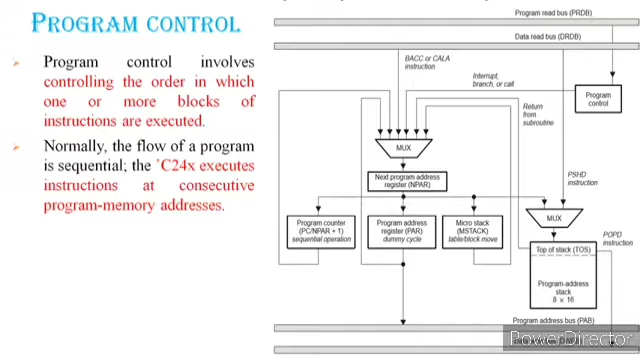 PROGRAM CONTROL
Program control involves
controlling the order in which
one or more blocks of
instructions are executed.
Normally, the flow of a program
is sequential; the `C24x executes
instructions at consecutive
program-memory addresses.
Program read bus (PRDB)
Data read bus (DRDB)
BACC or CALA
instruction
Interrupt,
branch, or call
Program
control
Return
from
subroutine
MUX
Next program address
register (NPAR)
PSHD
instruction
Program counter
(PC/NPAR + 1)
sequential operation
Program address
register (PAR)
dummy cycle
Micro stack
(MSTACK)
table/block move
MUX
POPD
instruction
Top of stack (TOS)
Program-address
stack
8 × 16
Program address bus (PAB)
PowerDirector